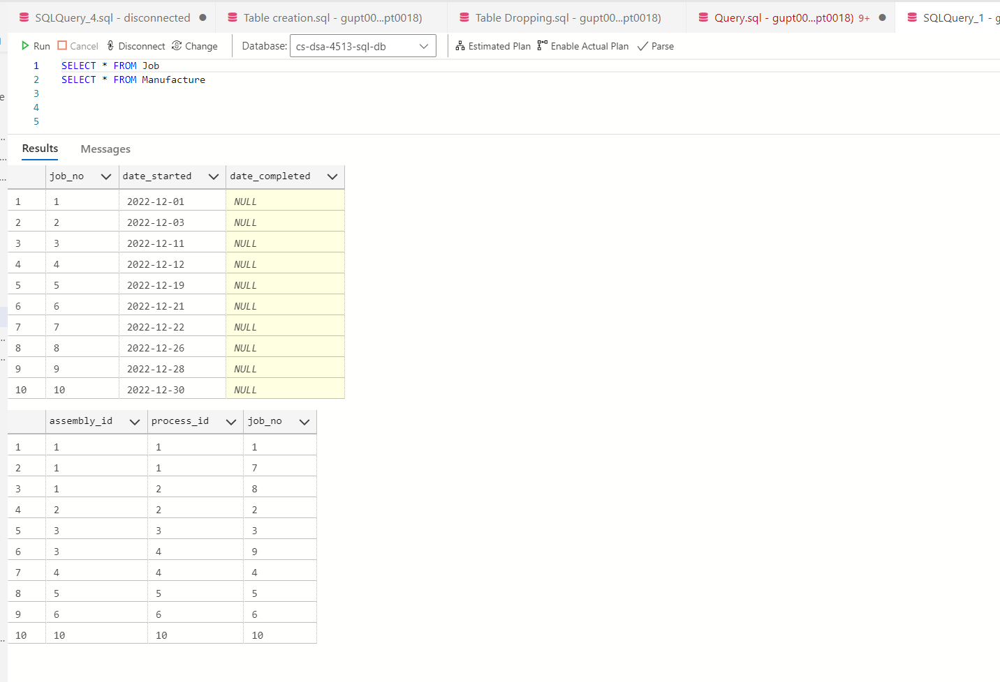 SQLQuery_4.sql - disconnected Table creation.sql - gupt00...pt0018) Table Dropping.sql - gupt00...pt0018) Query.sql - gupt00...pt0018) 9+ SQLQuery_1 - g
Run Cancel Disconnect Change Database: cs-dsa-4513-sql-db Estimated Plan Enable Actual Plan Parse
1 SELECT * FROM Job
2 SELECT * FROM Manufacture
3
4
5
Results Messages
job_no date_started date_completed
1 1 2022-12-01 NULL
2 2 2022-12-03 NULL
3 3 2022-12-11 NULL
4 4 2022-12-12 NULL
5 5 2022-12-19 NULL
6 6 2022-12-21 NULL
7 7 2022-12-22 NULL
8 8 2022-12-26 NULL
9 9 2022-12-28 NULL
10 10 2022-12-30 NULL
assembly_id process_id job_no
1 1 1 1
2 1 1 7
3 1 2 8
4 2 2 2
5 3 3 3
6 3 4 9
7 4 4 4
8 5 5 5
9 6 6 6
10 10 10 10